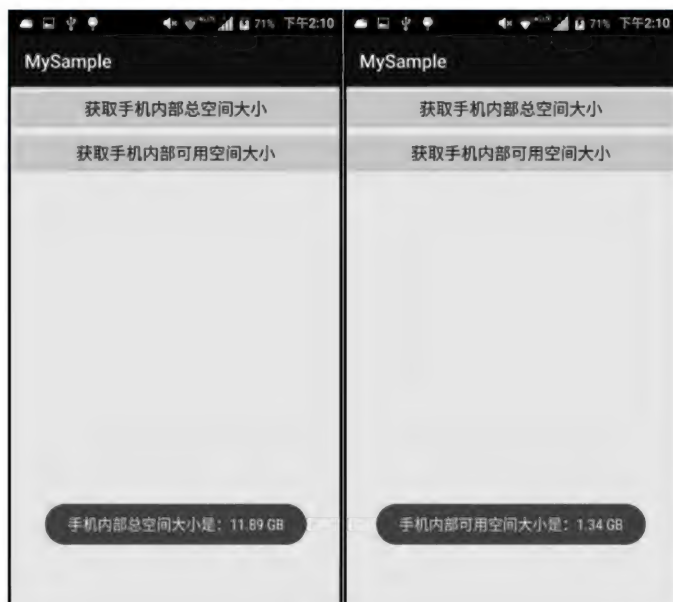 71% 下午2:10
MySample
获取手机内部总空间大小
获取手机内部可用空间大小
手机内部总空间大小是：11.89 GB
71% 下午2:10
MySample
获取手机内部总空间大小
获取手机内部可用空间大小
手机内部可用空间大小是：1.34 GB